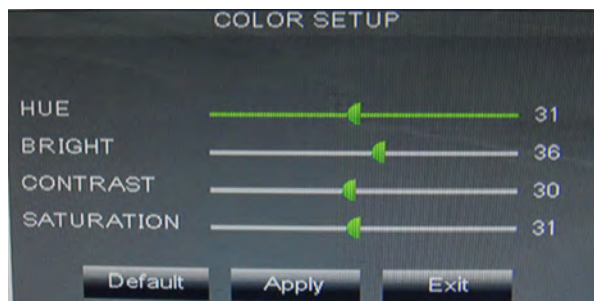 COLOR SETUP
HUE 31
BRIGHT 36
CONTRAST 30
SATURATION 31
Default Apply Exit